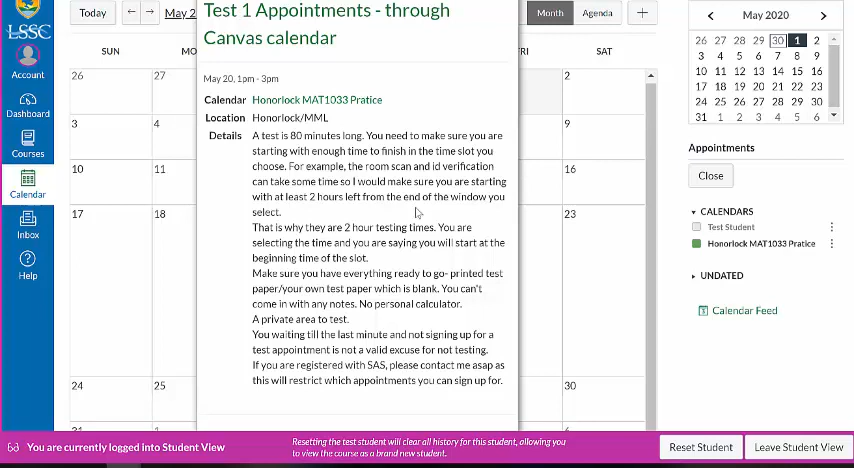 LSSC
Account
Dashboard
Courses
Calendar
Inbox
Help
Today
← →
May 2
Month
Agenda
+
SUN
MO
FRI
SAT
26
27
2
3
4
9
10
11
16
17
18
23
24
25
30
31
1
6
Test 1 Appointments - through
Canvas calendar
May 20, 1pm - 3pm
Calendar Honorlock MAT1033 Pratice
Location Honorlock/MML
Details A test is 80 minutes long. You need to make sure you are
starting with enough time to finish in the time slot you
choose. For example, the room scan and id verification
can take some time so I would make sure you are starting
with at least 2 hours left from the end of the window you
select.
That is why they are 2 hour testing times. You are
selecting the time and you are saying you will start at the
beginning time of the slot.
Make sure you have everything ready to go- printed test
paper/your own test paper which is blank. You can't
come in with any notes. No personal calculator.
A private area to test.
You waiting till the last minute and not signing up for a
test appointment is not a valid excuse for not testing.
If you are registered with SAS, please contact me asap as
this will restrict which appointments you can sign up for.
May 2020
26 27 28 29 30 1 2
3 4 5 6 7 8 9
10 11 12 13 14 15 16
17 18 19 20 21 22 23
24 25 26 27 28 29 30
31 1 2 3 4 5 6
Appointments
Close
CALENDARS
Test Student
Honorlock MAT1033 Pratice
UNDATED
Calendar Feed
You are currently logged into Student View
Resetting the test student will clear all history for this student, allowing you
to view the course as a brand new student.
Reset Student
Leave Student View